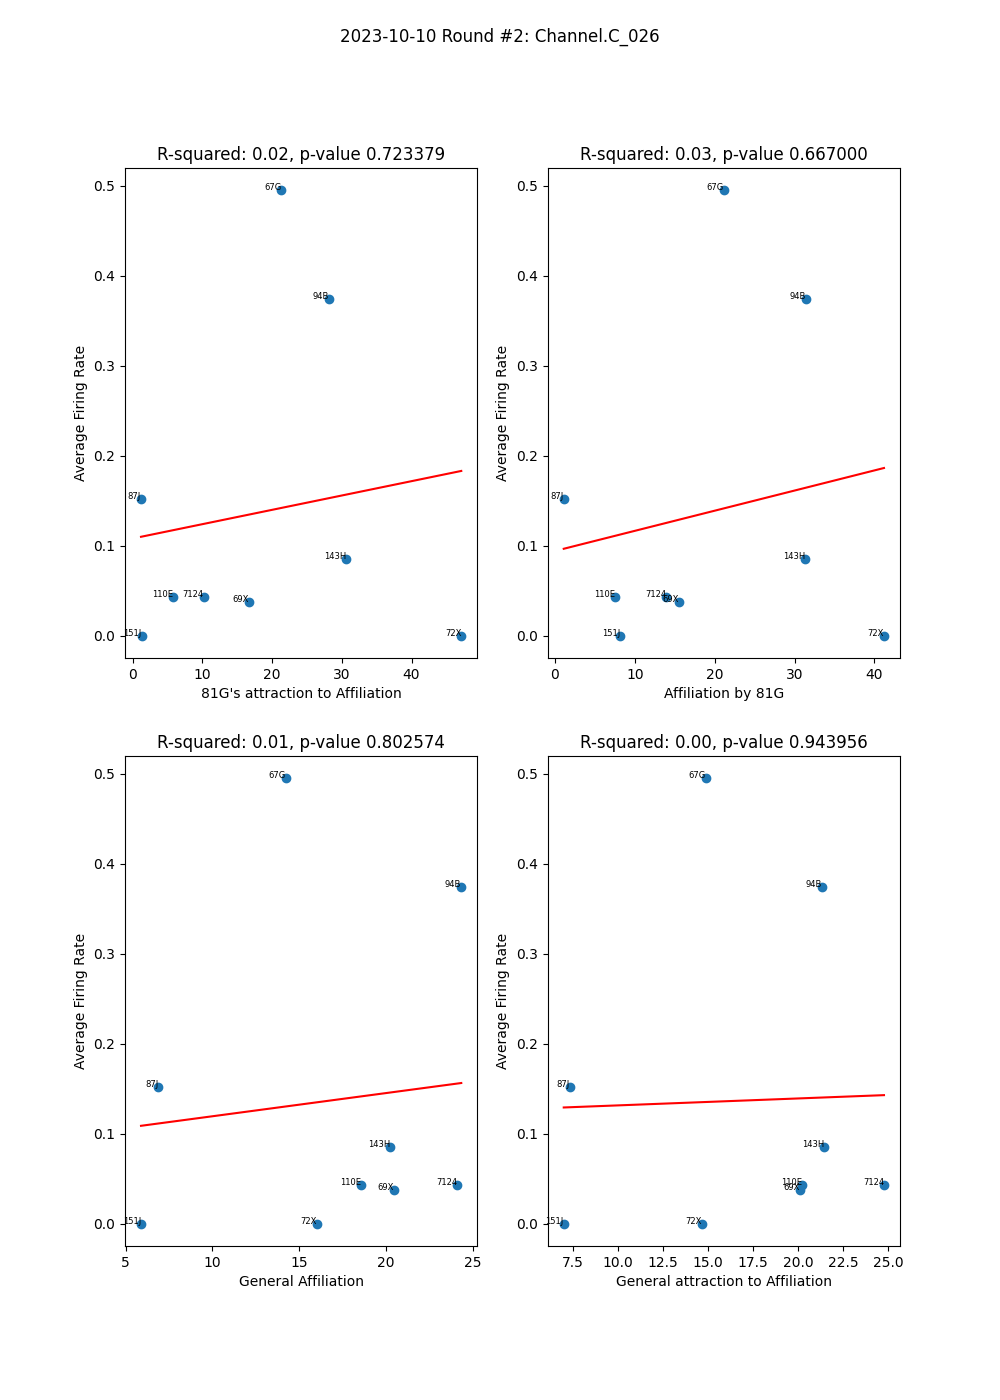 2023-10-10 Round #2: Channel.C_026
R-squared: 0.02, p-value 0.723379
Average Firing Rate
0.5
0.4
0.3
0.2
0.1
0.0
67G
94B
87J
143H
110E
7124
69X
151J
72X
0
10
20
30
40
81G's attraction to Affiliation
R-squared: 0.03, p-value 0.667000
Average Firing Rate
0.5
0.4
0.3
0.2
0.1
0.0
67G
94B
87J
143H
110E
7124
69X
151J
72X
0
10
20
30
40
Affiliation by 81G
R-squared: 0.01, p-value 0.802574
Average Firing Rate
0.5
0.4
0.3
0.2
0.1
0.0
67G
94B
87J
143H
110E
69X
7124
151J
72X
5
10
15
20
25
General Affiliation
R-squared: 0.00, p-value 0.943956
Average Firing Rate
0.5
0.4
0.3
0.2
0.1
0.0
67G
94B
87J
143H
110E
69X
7124
151J
72X
7.5
10.0
12.5
15.0
17.5
20.0
22.5
25.0
General attraction to Affiliation